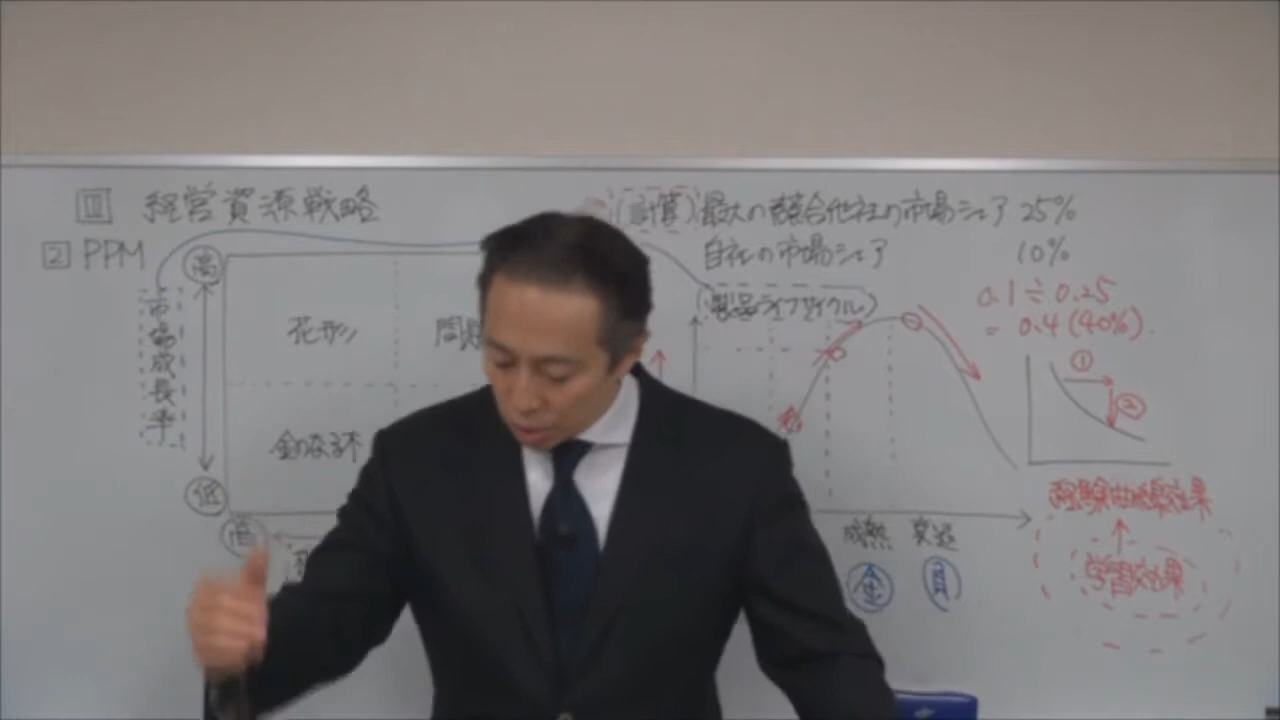 Ⅲ 経営資源戦略
(計算) 最大の競合他社の市場シェア 25%
2 PPM
自社の市場シェア 10%
高
市場成長率
花形
問題
金のなる木
低
高
(製品ライフサイクル)
0.1÷0.25
=0.4(40%)
①
②
成熟 衰退
金
経験曲線効果
学習効果